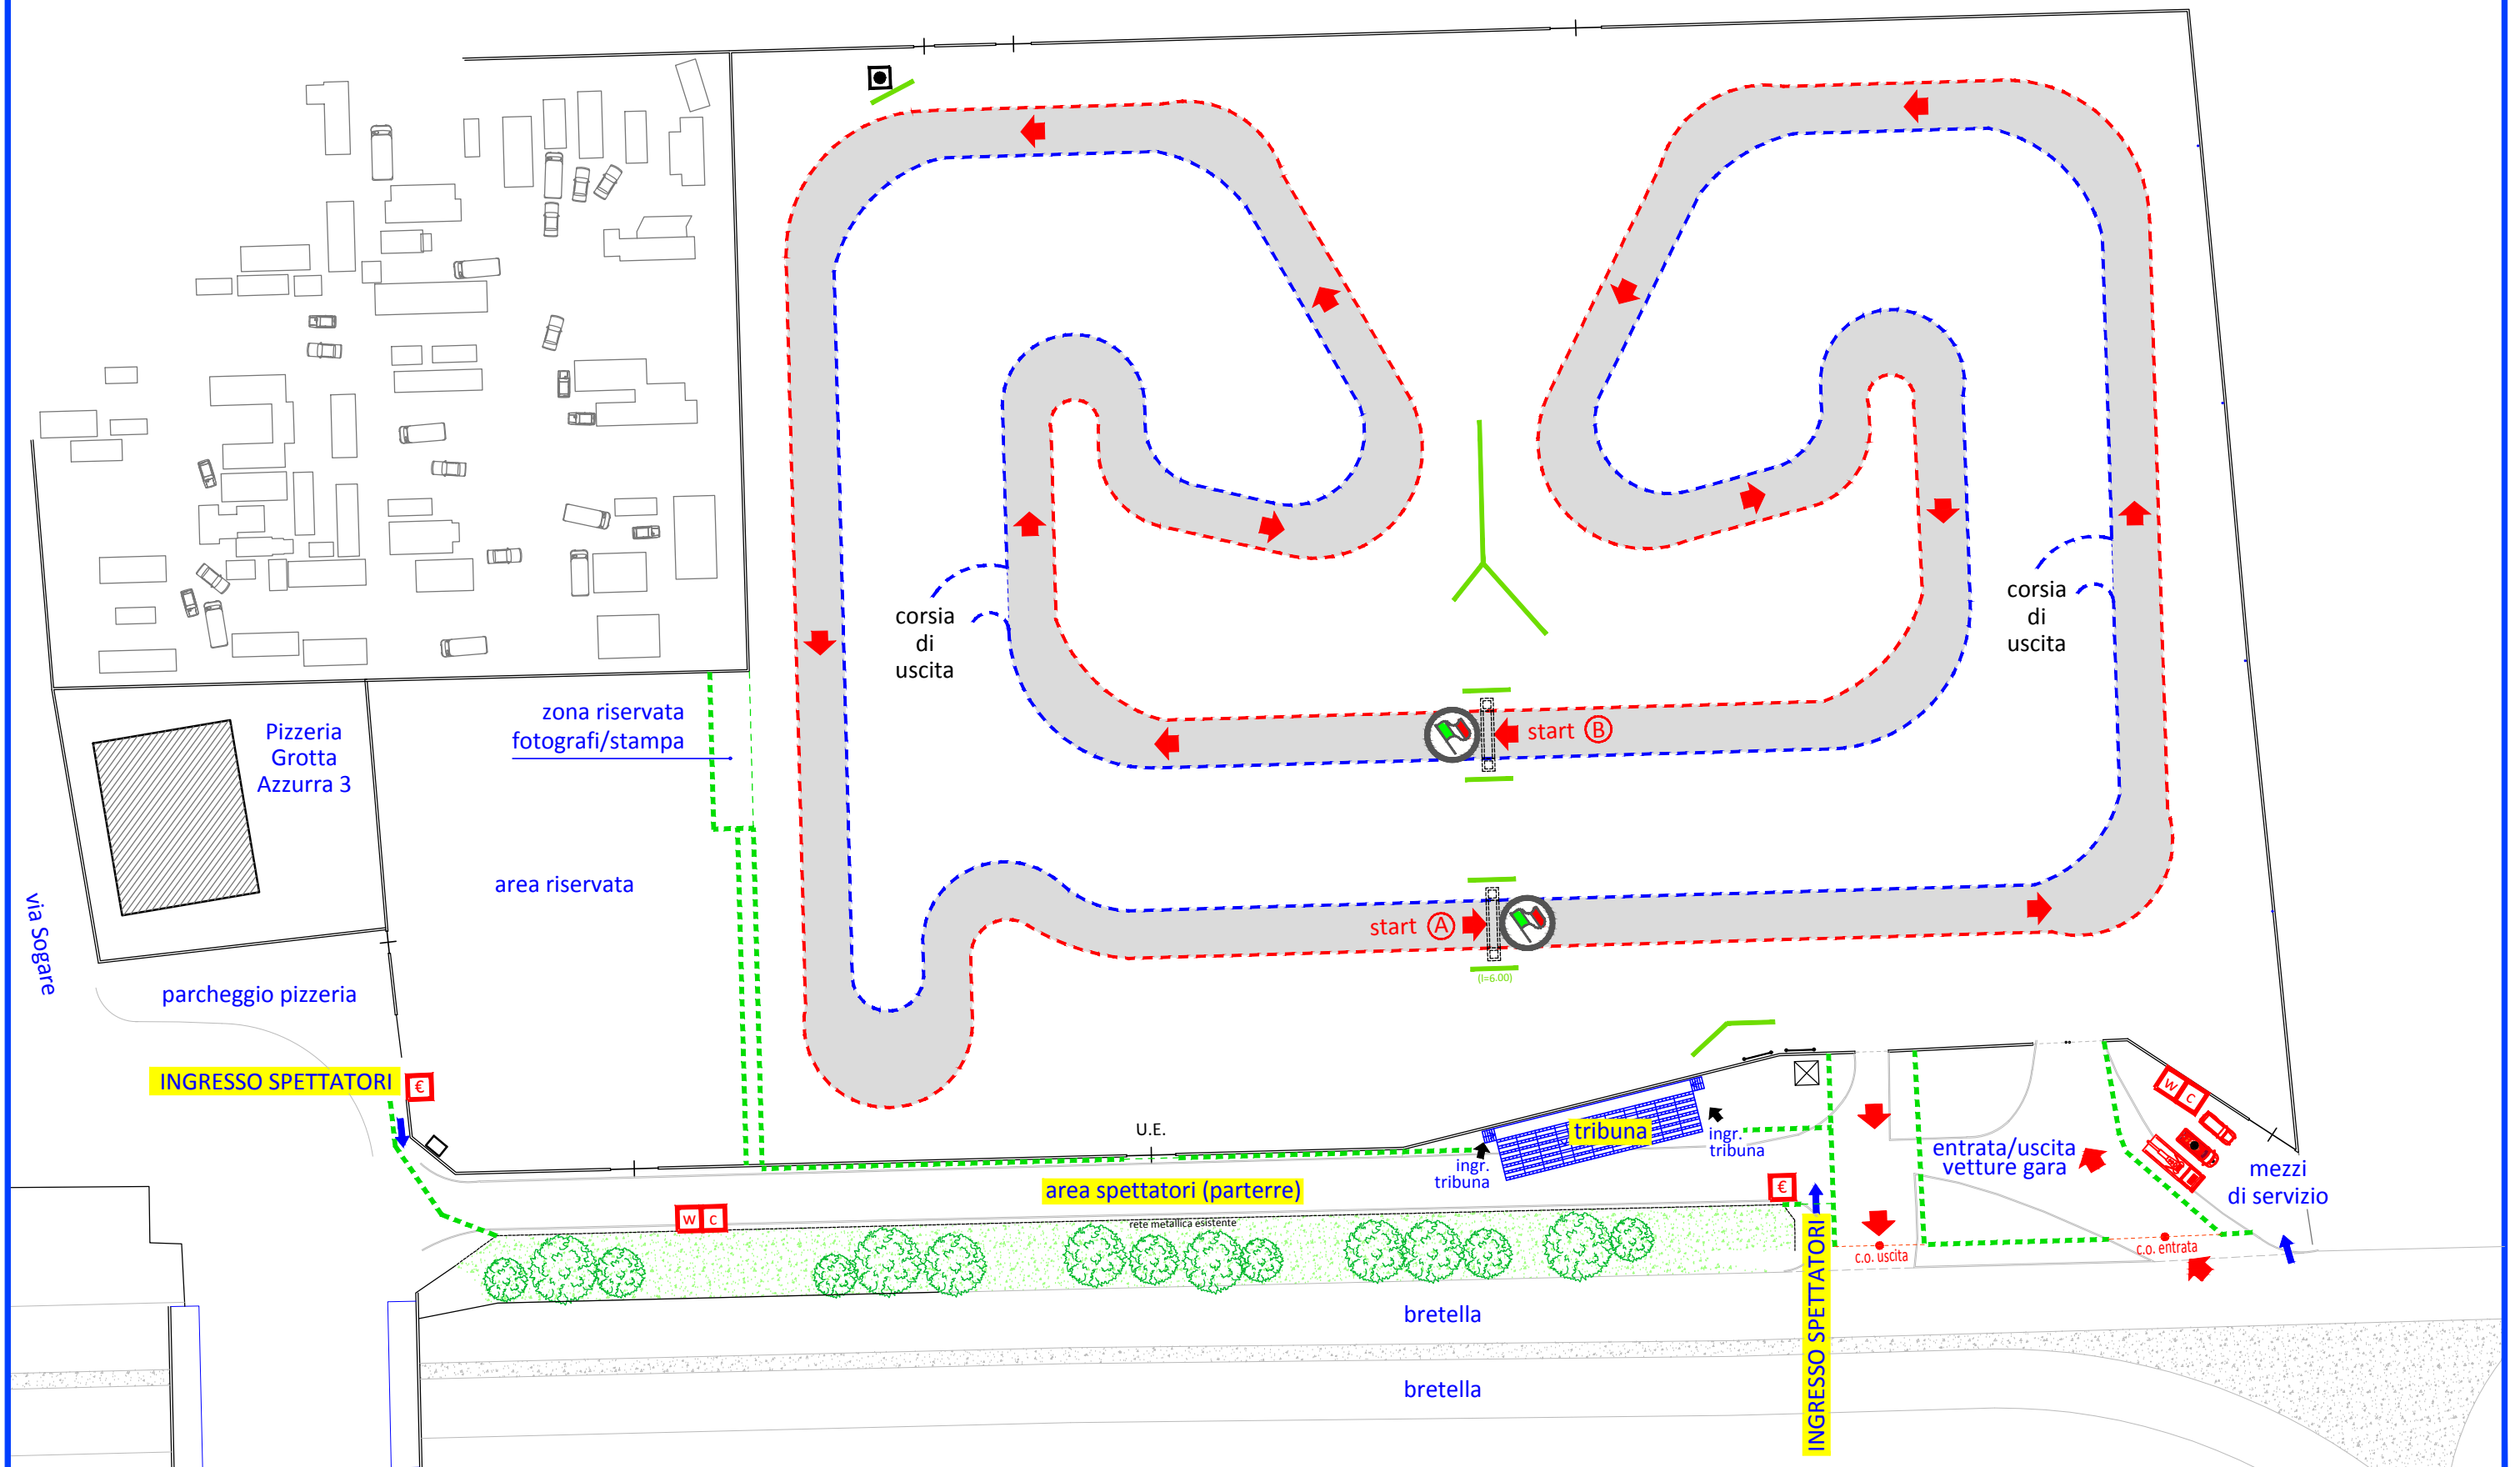 corsia
di
uscita
corsia
di
uscita
zona riservata
fotografi/stampa
Pizzeria
Grotta
Azzurra 3
start B
area riservata
via Sogare
start A
(l=6.00)
parcheggio pizzeria
INGRESSO SPETTATORI
€
w c
U.E.
tribuna
ingr.
tribuna
ingr.
tribuna
entrata/uscita
vetture gara
mezzi
di servizio
area spettatori (parterre)
€
w c
rete metallica esistente
INGRESSO SPETTATORI
c.o. uscita
c.o. entrata
bretella
bretella